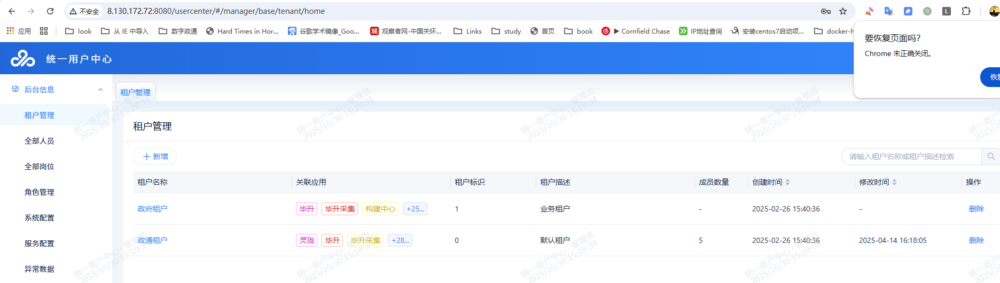 不安全 8.130.172.72:8080/usercenter/#/manager/base/tenant/home
应用 look 从 IE 中导入 数字政通 Hard Times in Hor... 谷歌学术镜像_Goo... 观察者网-中国关怀... Links study 首页 book ▶ Cornfield Chase IP地址查询 安装centos7启动项... docker-h
要恢复页面吗？
Chrome 未正确关闭。
恢复
统一用户中心
后台信息
租户管理
全部人员
全部岗位
角色管理
系统配置
服务配置
异常数据
租户管理
租户管理
+ 新增
请输入租户名称或租户描述检索
租户名称 关联应用 租户标识 租户描述 成员数量 创建时间 修改时间 操作
政府租户 毕升 毕升采集 构建中心 +25... 1 业务租户 - 2025-02-26 15:40:36 - 删除
政通租户 灵珑 毕升 毕升采集 +28... 0 默认租户 5 2025-02-26 15:40:36 2025-04-14 16:18:05 删除
统一用户中心 - 管理员
2025/10/30 15:19:34